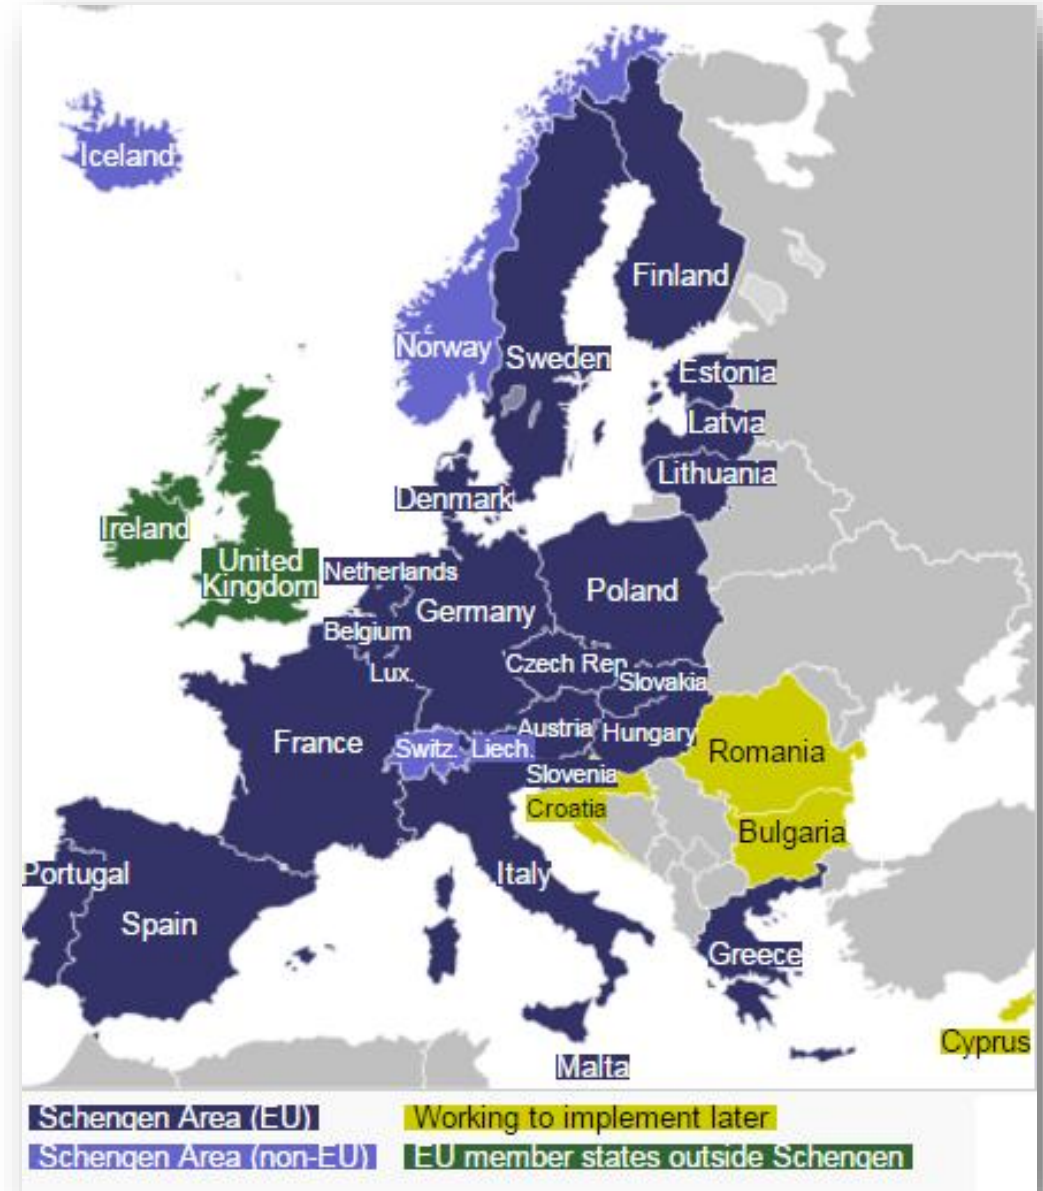 Iceland
Finland
Norway
Sweden
Estonia
Latvia
Lithuania
Denmark
Ireland
United
Kingdom
Netherlands
Poland
Germany
Belgium
Czech Rep.
Lux.
Slovakia
Austria
Hungary
France
Switz.
Liech.
Romania
Slovenia
Croatia
Bulgaria
Portugal
Italy
Spain
Greece
Cyprus
Malta
Schengen Area (EU)
Working to implement later
Schengen Area (non-EU)
EU member states outside Schengen